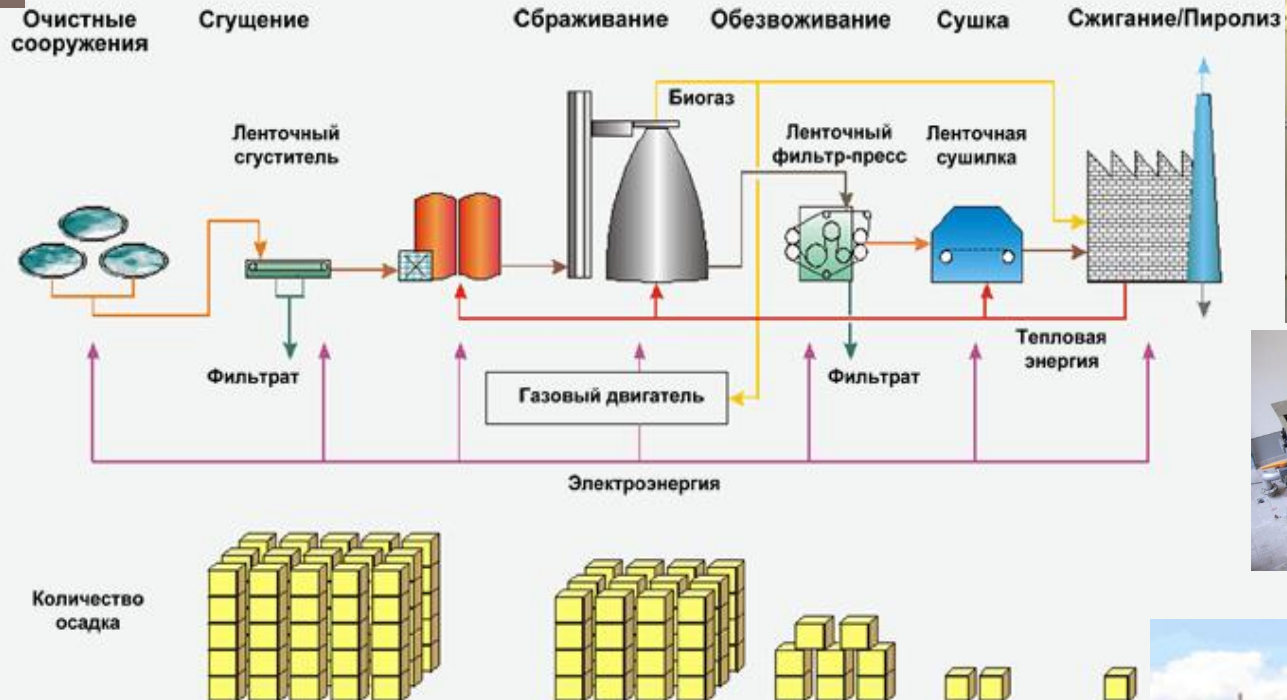 Очистные
сооружения
Сгущение
Сбраживание
Обезвоживание
Сушка
Сжигание/Пиролиз
Биогаз
Ленточный
сгуститель
Ленточный
фильтр-пресс
Ленточная
сушилка
Тепловая
энергия
Фильтрат
Газовый двигатель
Фильтрат
Электроэнергия
Количество
осадка